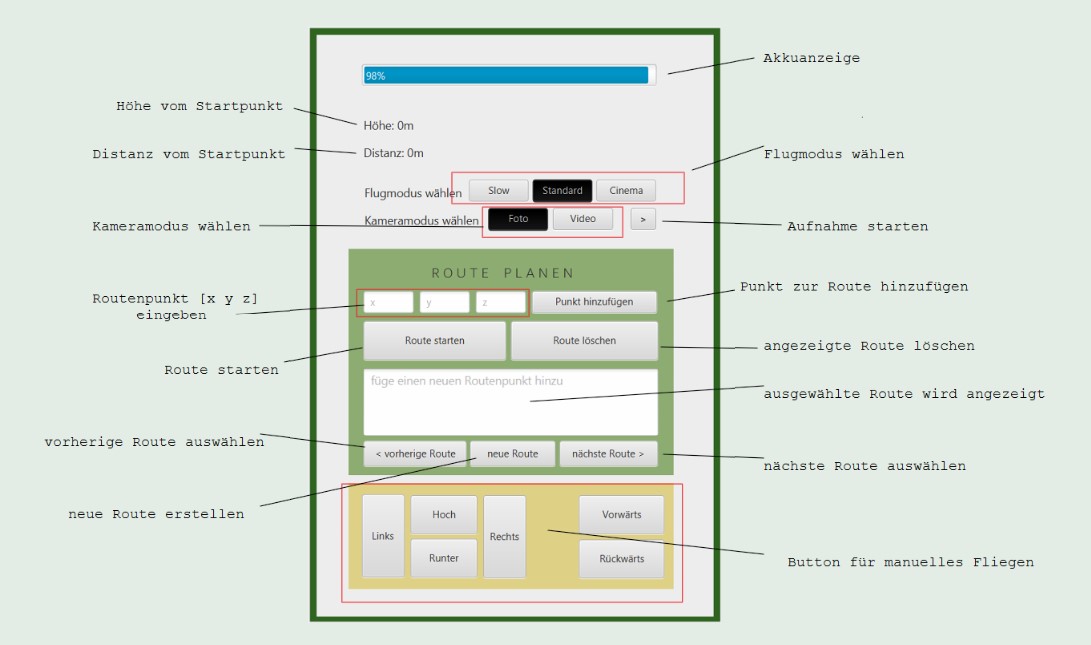 Akkuanzeige
98%
Höhe vom Startpunkt
Höhe: 0m
Distanz vom Startpunkt
Distanz: 0m
Flugmodus wählen
Flugmodus wählen
Slow
Standard
Cinema
Kameramodus wählen
Kameramodus wählen
Foto
Video
>
Aufnahme starten
ROUTE PLANEN
Routenpunkt [x y z]
eingeben
x
y
z
Punkt hinzufügen
Punkt zur Route hinzufügen
Route starten
Route löschen
angezeigte Route löschen
Route starten
füge einen neuen Routenpunkt hinzu
ausgewählte Route wird angezeigt
vorherige Route auswählen
< vorherige Route
neue Route
nächste Route >
nächste Route auswählen
neue Route erstellen
Links
Hoch
Runter
Rechts
Vorwärts
Rückwärts
Button für manuelles Fliegen